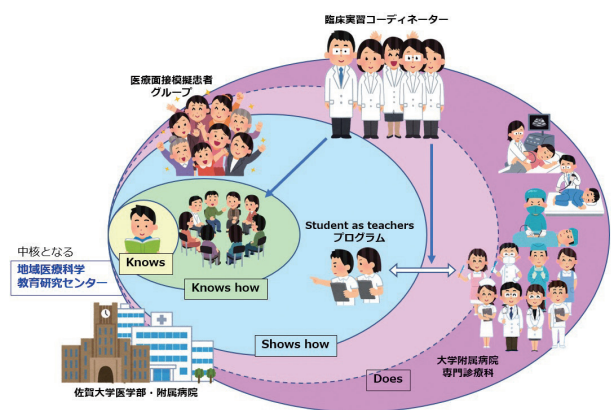 臨床実習コーディネーター
医療面接模擬患者
グループ
Student as teachers
プログラム
Knows
Knows how
中核となる
地域医療科学
教育研究センター
Shows how
Does
大学附属病院
専門診療科
佐賀大学医学部・附属病院